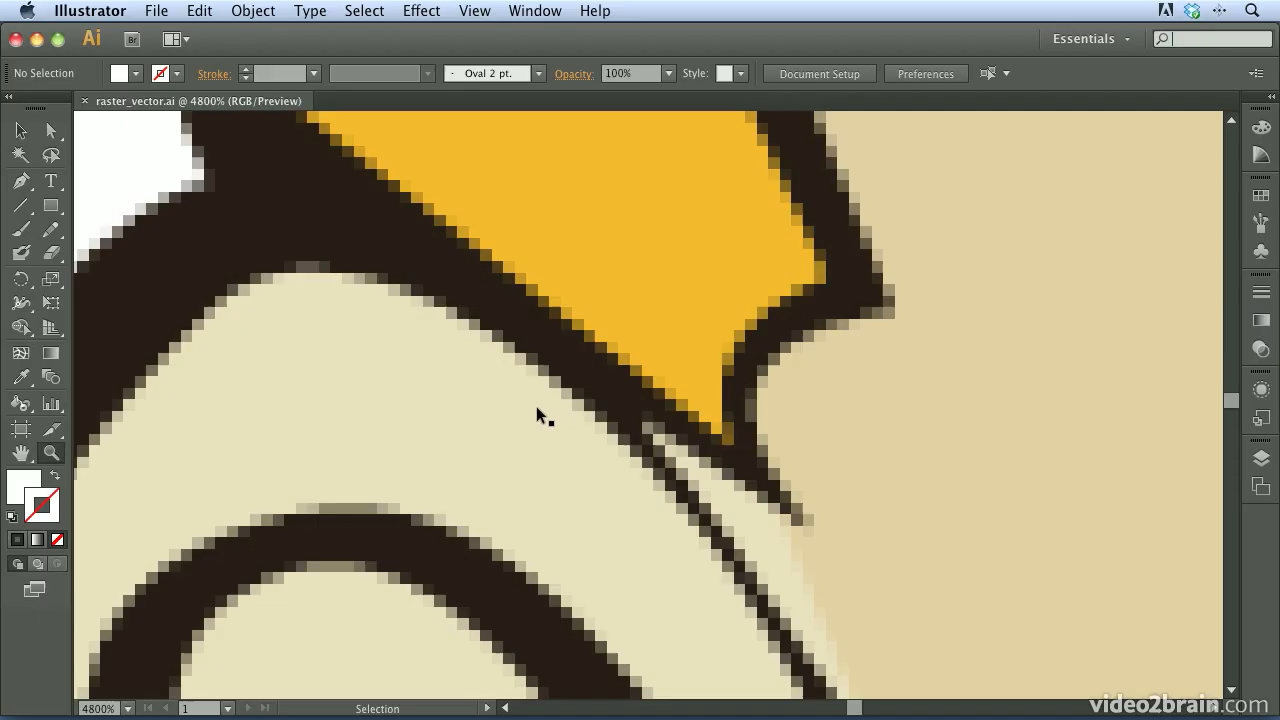 Illustrator File Edit Object Type Select Effect View Window Help
Ai Br Essentials
No Selection Stroke: Oval 2 pt. Opacity: 100% Style: Document Setup Preferences
× raster_vector.ai @ 4800% (RGB/Preview)
4800% 1 Selection
video2brain.com